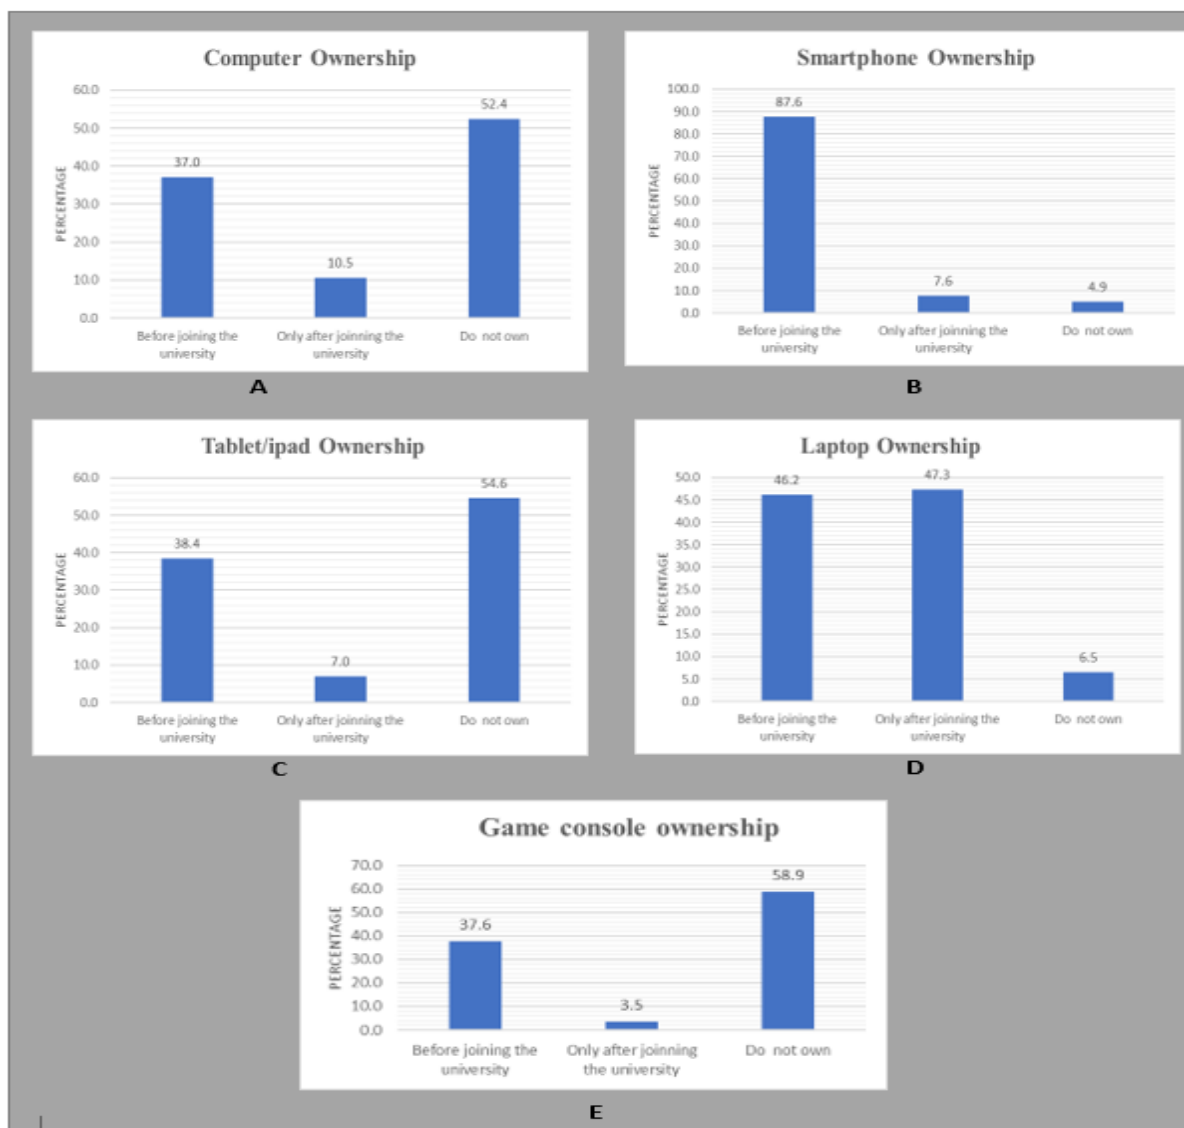 Computer Ownership
60.0
50.0
40.0
30.0
20.0
10.0
0.0
PERCENTAGE
37.0
10.5
52.4
Before joining the
university
Only after joinning the
university
Do not own
A
Smartphone Ownership
100.0
90.0
80.0
70.0
60.0
50.0
40.0
30.0
20.0
10.0
0.0
PERCENTAGE
87.6
7.6
4.9
Before joining the
university
Only after joinning the
university
Do not own
B
Tablet/ipad Ownership
60.0
50.0
40.0
30.0
20.0
10.0
0.0
PERCENTAGE
38.4
7.0
54.6
Before joining the
university
Only after joinning the
university
Do not own
C
Laptop Ownership
50.0
45.0
40.0
35.0
30.0
25.0
20.0
15.0
10.0
5.0
0.0
PERCENTAGE
46.2
47.3
6.5
Before joining the
university
Only after joinning the
university
Do not own
D
Game console ownership
70.0
60.0
50.0
40.0
30.0
20.0
10.0
0.0
PERCENTAGE
37.6
3.5
58.9
Before joining the
university
Only after joinning
the university
Do not own
E